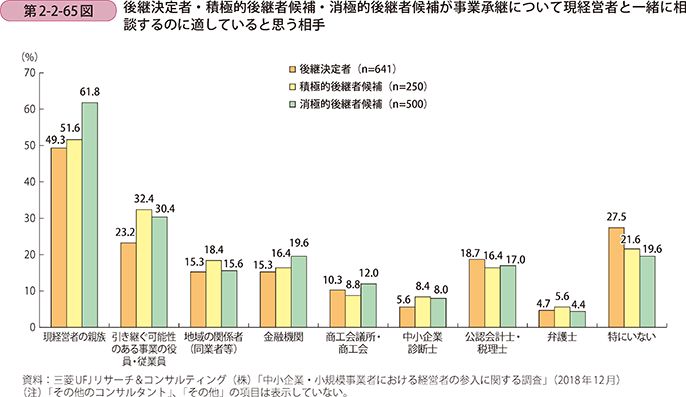 第2-2-65図
後継決定者・積極的後継者候補・消極的後継者候補が事業承継について現経営者と一緒に相
談するのに適していると思う相手
(%)
後継決定者（n=641）
積極的後継者候補（n=250）
消極的後継者候補（n=500）
70
60
50
40
30
20
10
0
49.3 51.6 61.8
23.2 32.4 30.4
15.3 18.4 15.6
15.3 16.4 19.6
10.3 8.8 12.0
5.6 8.4 8.0
18.7 16.4 17.0
4.7 5.6 4.4
27.5 21.6 19.6
現経営者の親族
引き継ぐ可能性
のある事業の役
員・従業員
地域の関係者
（同業者等）
金融機関
商工会議所・
商工会
中小企業
診断士
公認会計士・
税理士
弁護士
特にいない
資料：三菱UFJリサーチ＆コンサルティング（株）「中小企業・小規模事業者における経営者の参入に関する調査」（2018年12月）
（注）「その他のコンサルタント」、「その他」の項目は表示していない。